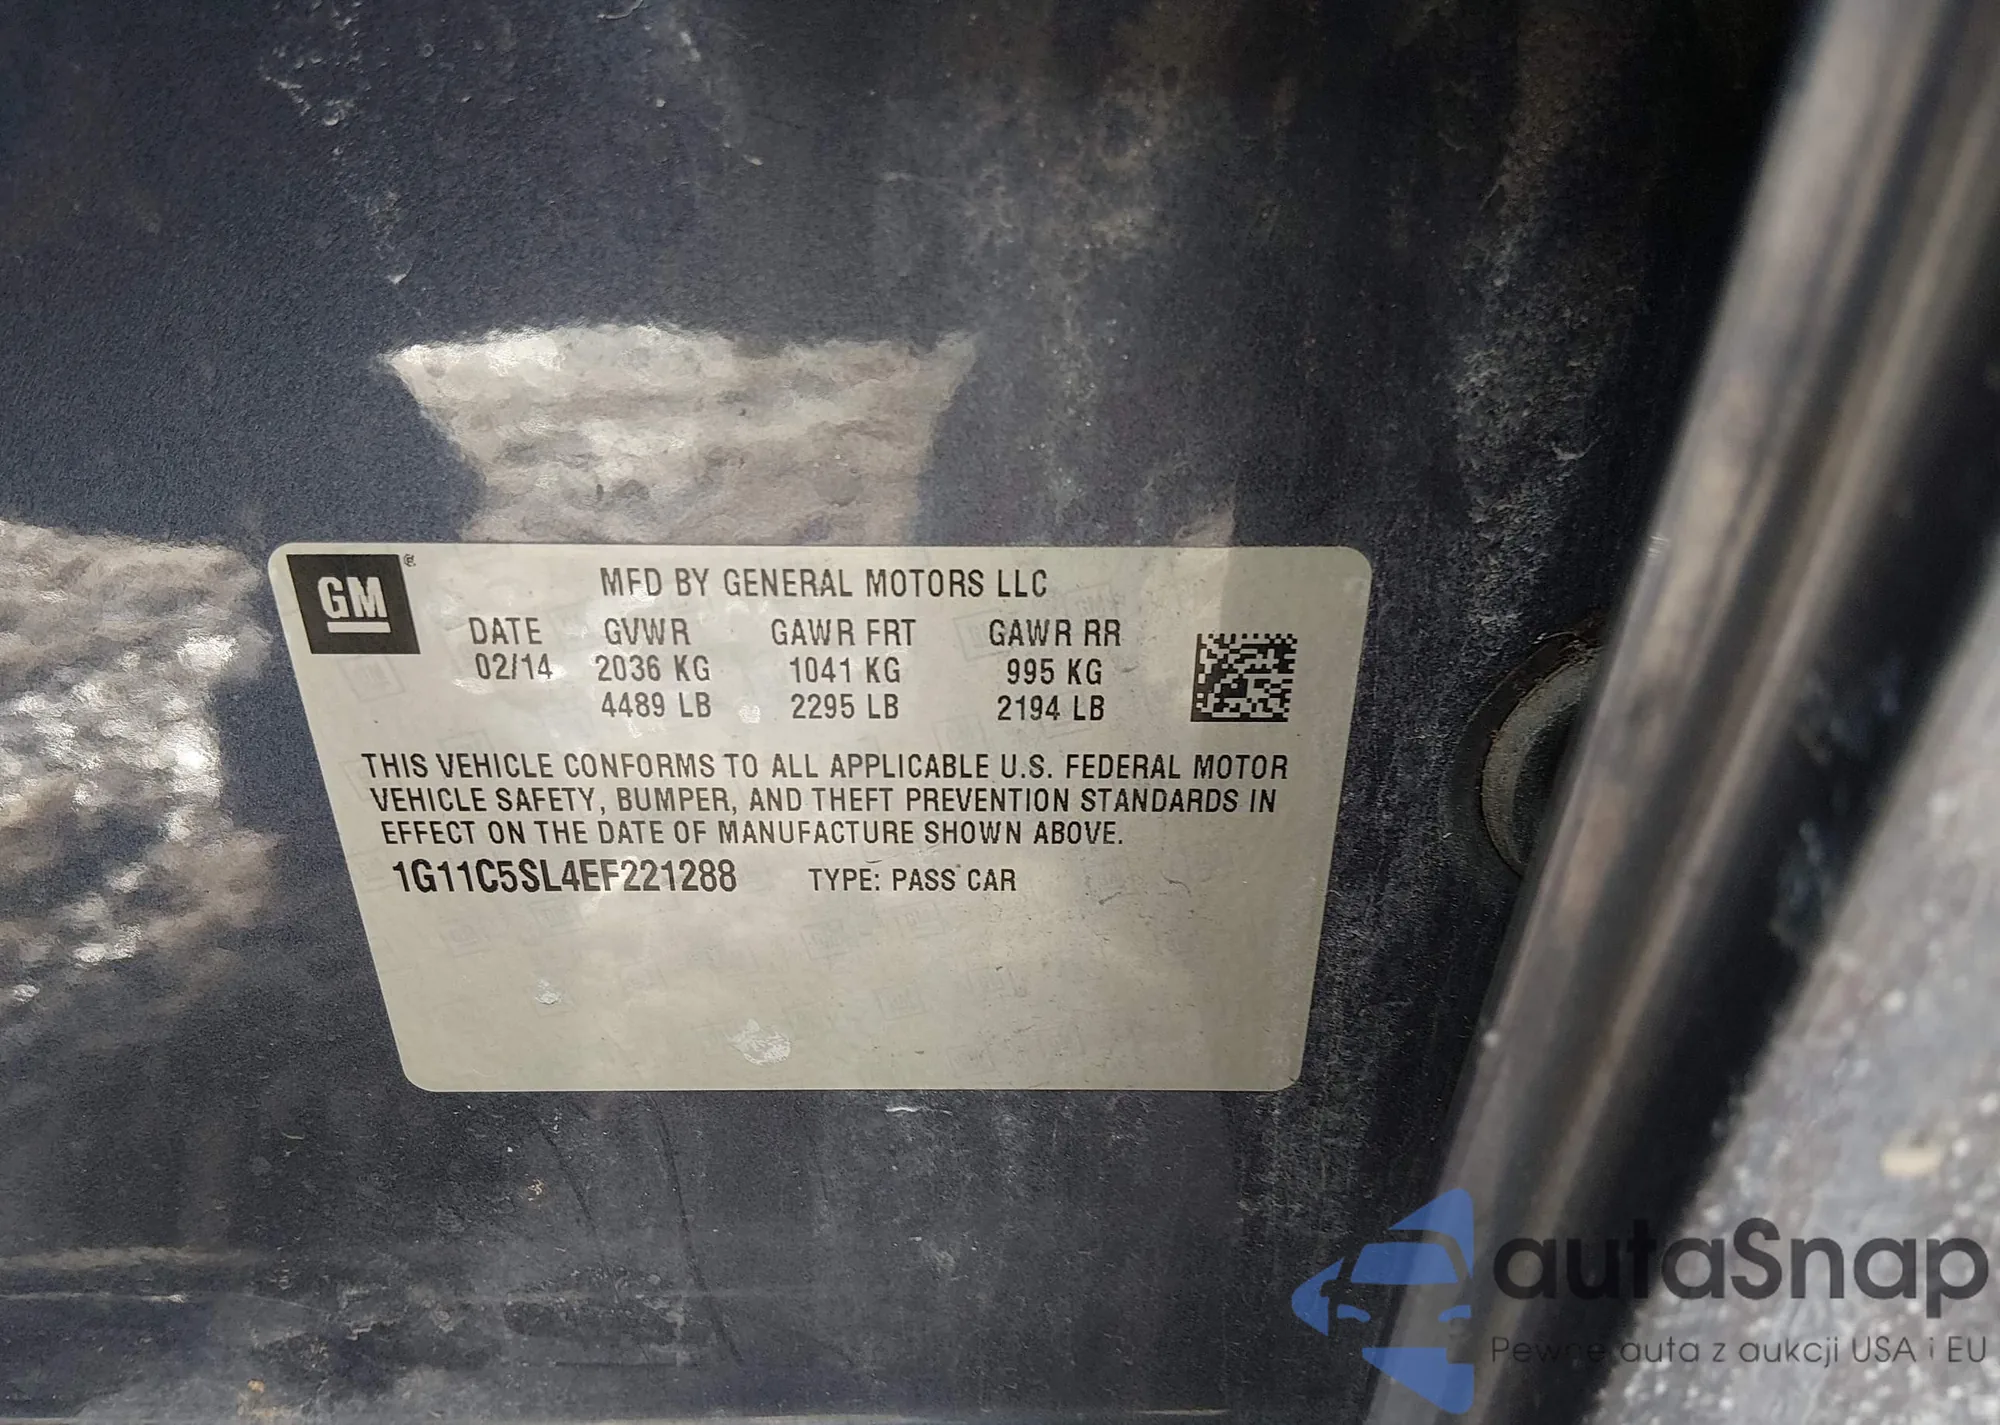 GM
MFD BY GENERAL MOTORS LLC
DATE GVWR GAWR FRT GAWR RR
02/14 2036 KG 1041 KG 995 KG
4489 LB 2295 LB 2194 LB
THIS VEHICLE CONFORMS TO ALL APPLICABLE U.S. FEDERAL MOTOR
VEHICLE SAFETY, BUMPER, AND THEFT PREVENTION STANDARDS IN
EFFECT ON THE DATE OF MANUFACTURE SHOWN ABOVE.
1G11C5SL4EF221288 TYPE: PASS CAR
autaSnap
Pewne auta z aukcji USA i EU